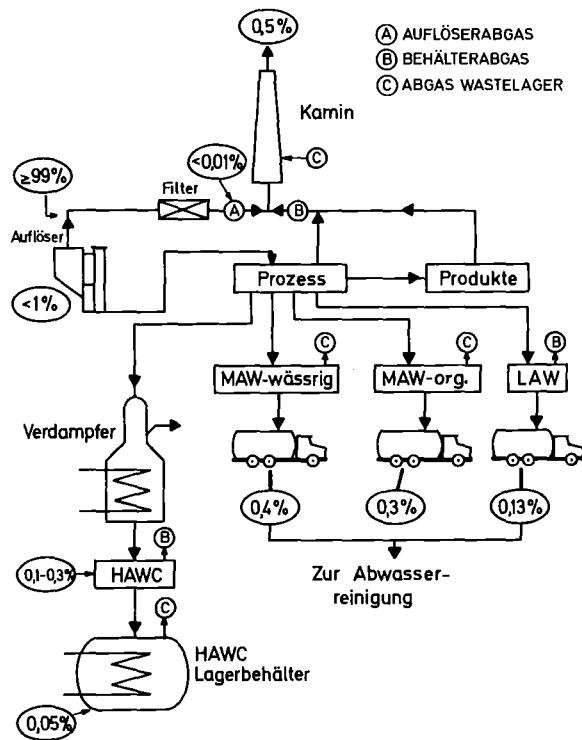 0,5%
A AUFLÖSERABGAS
B BEHÄLTERABGAS
C ABGAS WASTELAGER
Kamin
C
<0,01%
≥99%
Filter
A
B
Auflöser
<1%
Prozess
Produkte
C
C
B
MAW-wässrig
MAW-org.
LAW
Verdampfer
0,4%
0,3%
0,13%
B
0,1-0,3%
HAWC
Zur Abwasser-
reinigung
C
HAWC
Lagerbehälter
0,05%